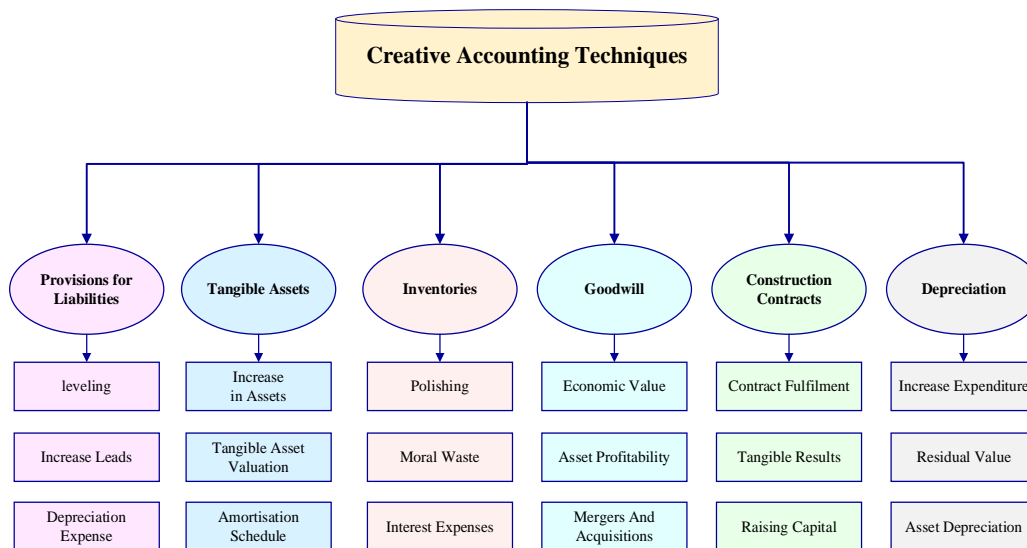 Creative Accounting Techniques
Provisions for
Liabilities
Tangible Assets
Inventories
Goodwill
Construction
Contracts
Depreciation
leveling
Increase
in Assets
Polishing
Economic Value
Contract Fulfilment
Increase Expenditure
Increase Leads
Tangible Asset
Valuation
Moral Waste
Asset Profitability
Tangible Results
Residual Value
Depreciation
Expense
Amortisation
Schedule
Interest Expenses
Mergers And
Acquisitions
Raising Capital
Asset Depreciation